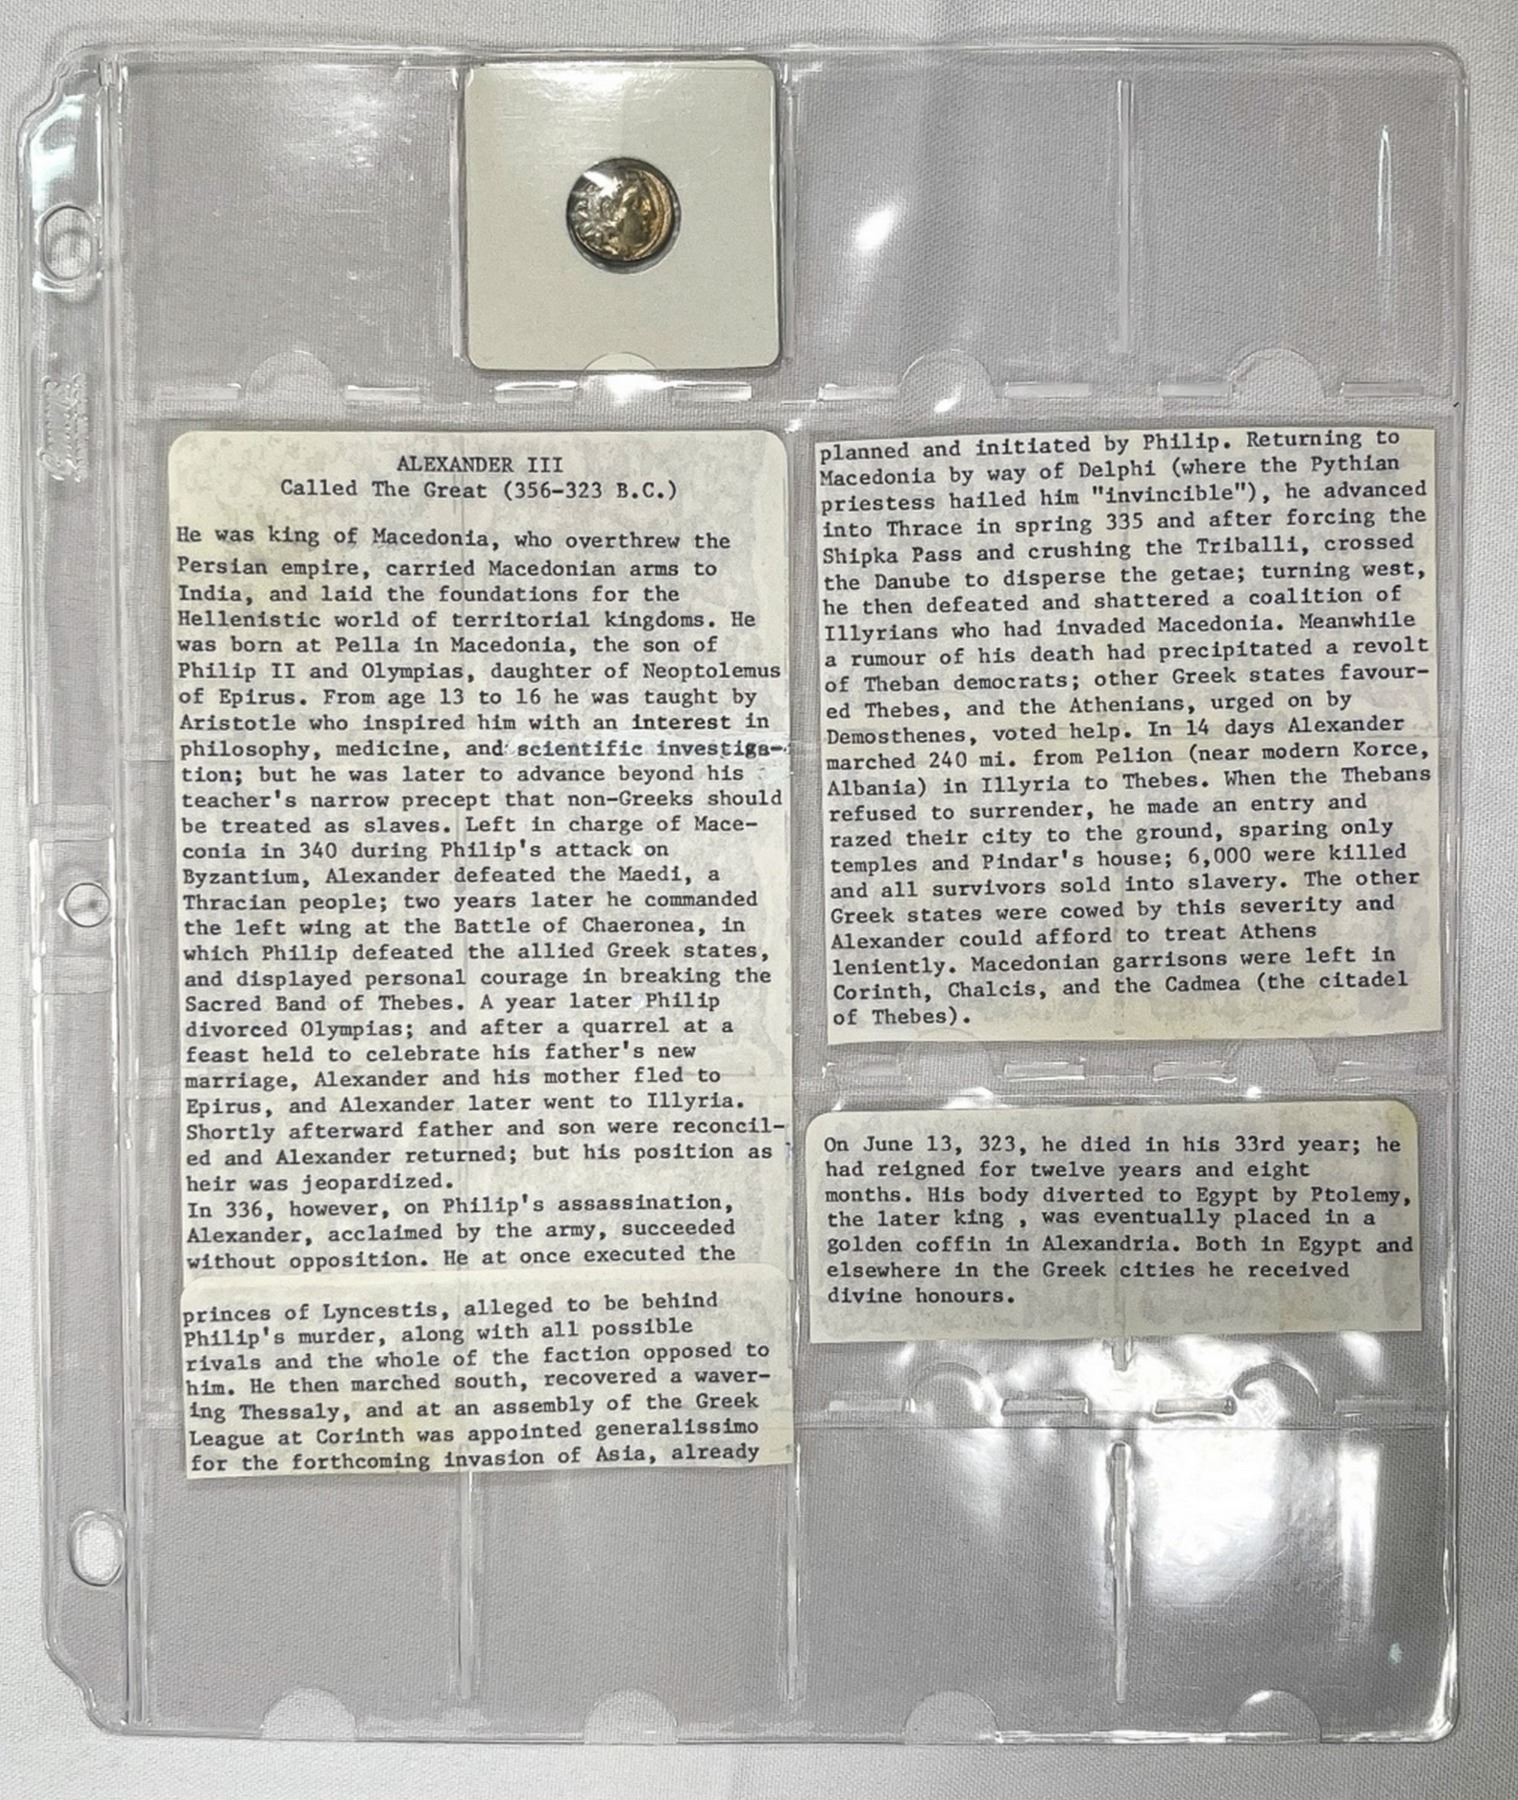 ALEXANDER III
Called The Great (356-323 B.C.)
He was king of Macedonia, who overthrew the
Persian empire, carried Macedonian arms to
India, and laid the foundations for the
Hellenistic world of territorial kingdoms. He
was born at Pella in Macedonia, the son of
Philip II and Olympias, daughter of Neoptolemus
of Epirus. From age 13 to 16 he was taught by
Aristotle who inspired him with an interest in
philosophy, medicine, and scientific investiga-
tion; but he was later to advance beyond his
teacher's narrow precept that non-Greeks should
be treated as slaves. Left in charge of Mace-
conia in 340 during Philip's attack on
Byzantium, Alexander defeated the Maedi, a
Thracian people; two years later he commanded
the left wing at the Battle of Chaeronea, in
which Philip defeated the allied Greek states,
and displayed personal courage in breaking the
Sacred Band of Thebes. A year later Philip
divorced Olympias; and after a quarrel at a
feast held to celebrate his father's new
marriage, Alexander and his mother fled to
Epirus, and Alexander later went to Illyria.
Shortly afterward father and son were reconcil-
ed and Alexander returned; but his position as
heir was jeopardized.
In 336, however, on Philip's assassination,
Alexander, acclaimed by the army, succeeded
without opposition. He at once executed the
princes of Lyncestis, alleged to be behind
Philip's murder, along with all possible
rivals and the whole of the faction opposed to
him. He then marched south, recovered a waver-
ing Thessaly, and at an assembly of the Greek
League at Corinth was appointed generalissimo
for the forthcoming invasion of Asia, already
planned and initiated by Philip. Returning to
Macedonia by way of Delphi (where the Pythian
priestess hailed him "invincible"), he advanced
into Thrace in spring 335 and after forcing the
Shipka Pass and crushing the Triballi, crossed
the Danube to disperse the getae; turning west,
he then defeated and shattered a coalition of
Illyrians who had invaded Macedonia. Meanwhile
a rumour of his death had precipitated a revolt
of Theban democrats; other Greek states favour-
ed Thebes, and the Athenians, urged on by
Demosthenes, voted help. In 14 days Alexander
marched 240 mi. from Pelion (near modern Korce,
Albania) in Illyria to Thebes. When the Thebans
refused to surrender, he made an entry and
razed their city to the ground, sparing only
temples and Pindar's house; 6,000 were killed
and all survivors sold into slavery. The other
Greek states were cowed by this severity and
Alexander could afford to treat Athens
leniently. Macedonian garrisons were left in
Corinth, Chalcis, and the Cadmea (the citadel
of Thebes).
On June 13, 323, he died in his 33rd year; he
had reigned for twelve years and eight
months. His body diverted to Egypt by Ptolemy,
the later king , was eventually placed in a
golden coffin in Alexandria. Both in Egypt and
elsewhere in the Greek cities he received
divine honours.